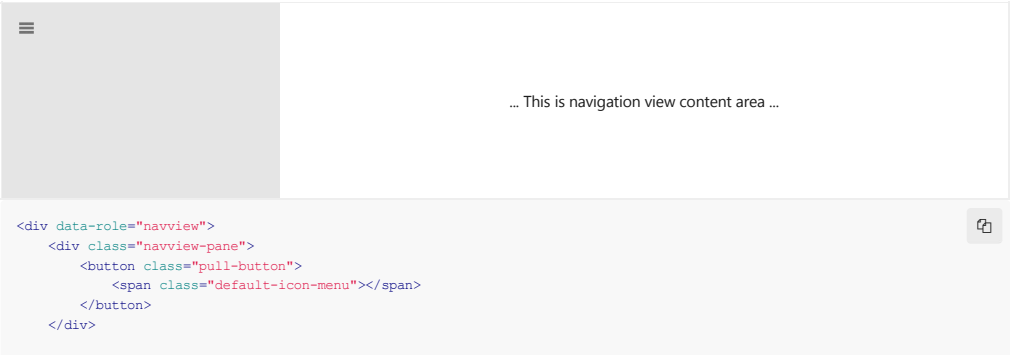 ... This is navigation view content area ...
<div data-role="navview">
    <div class="navview-pane">
        <button class="pull-button">
            <span class="default-icon-menu"></span>
        </button>
    </div>